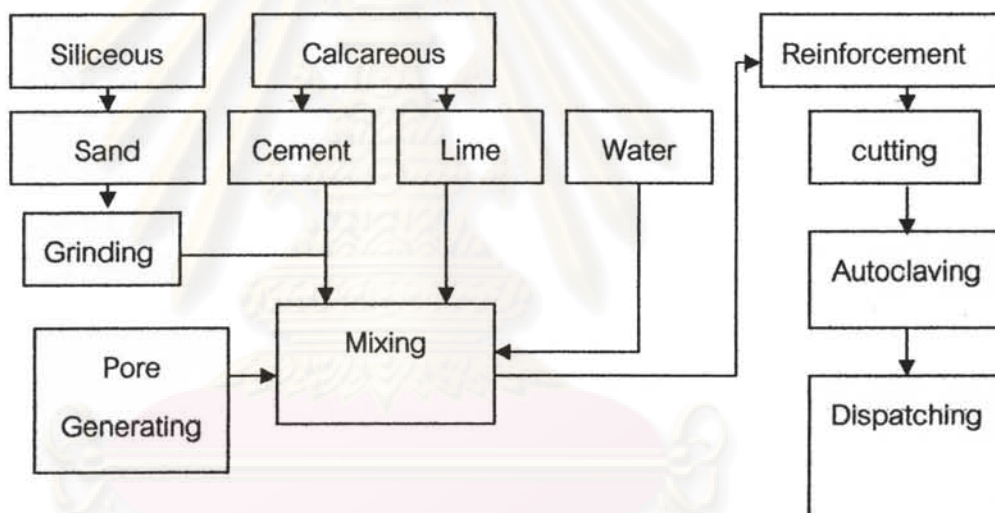 Siliceous
Calcareous
Reinforcement
Sand
Cement
Lime
Water
cutting
Grinding
Autoclaving
Mixing
Pore
Generating
Dispatching